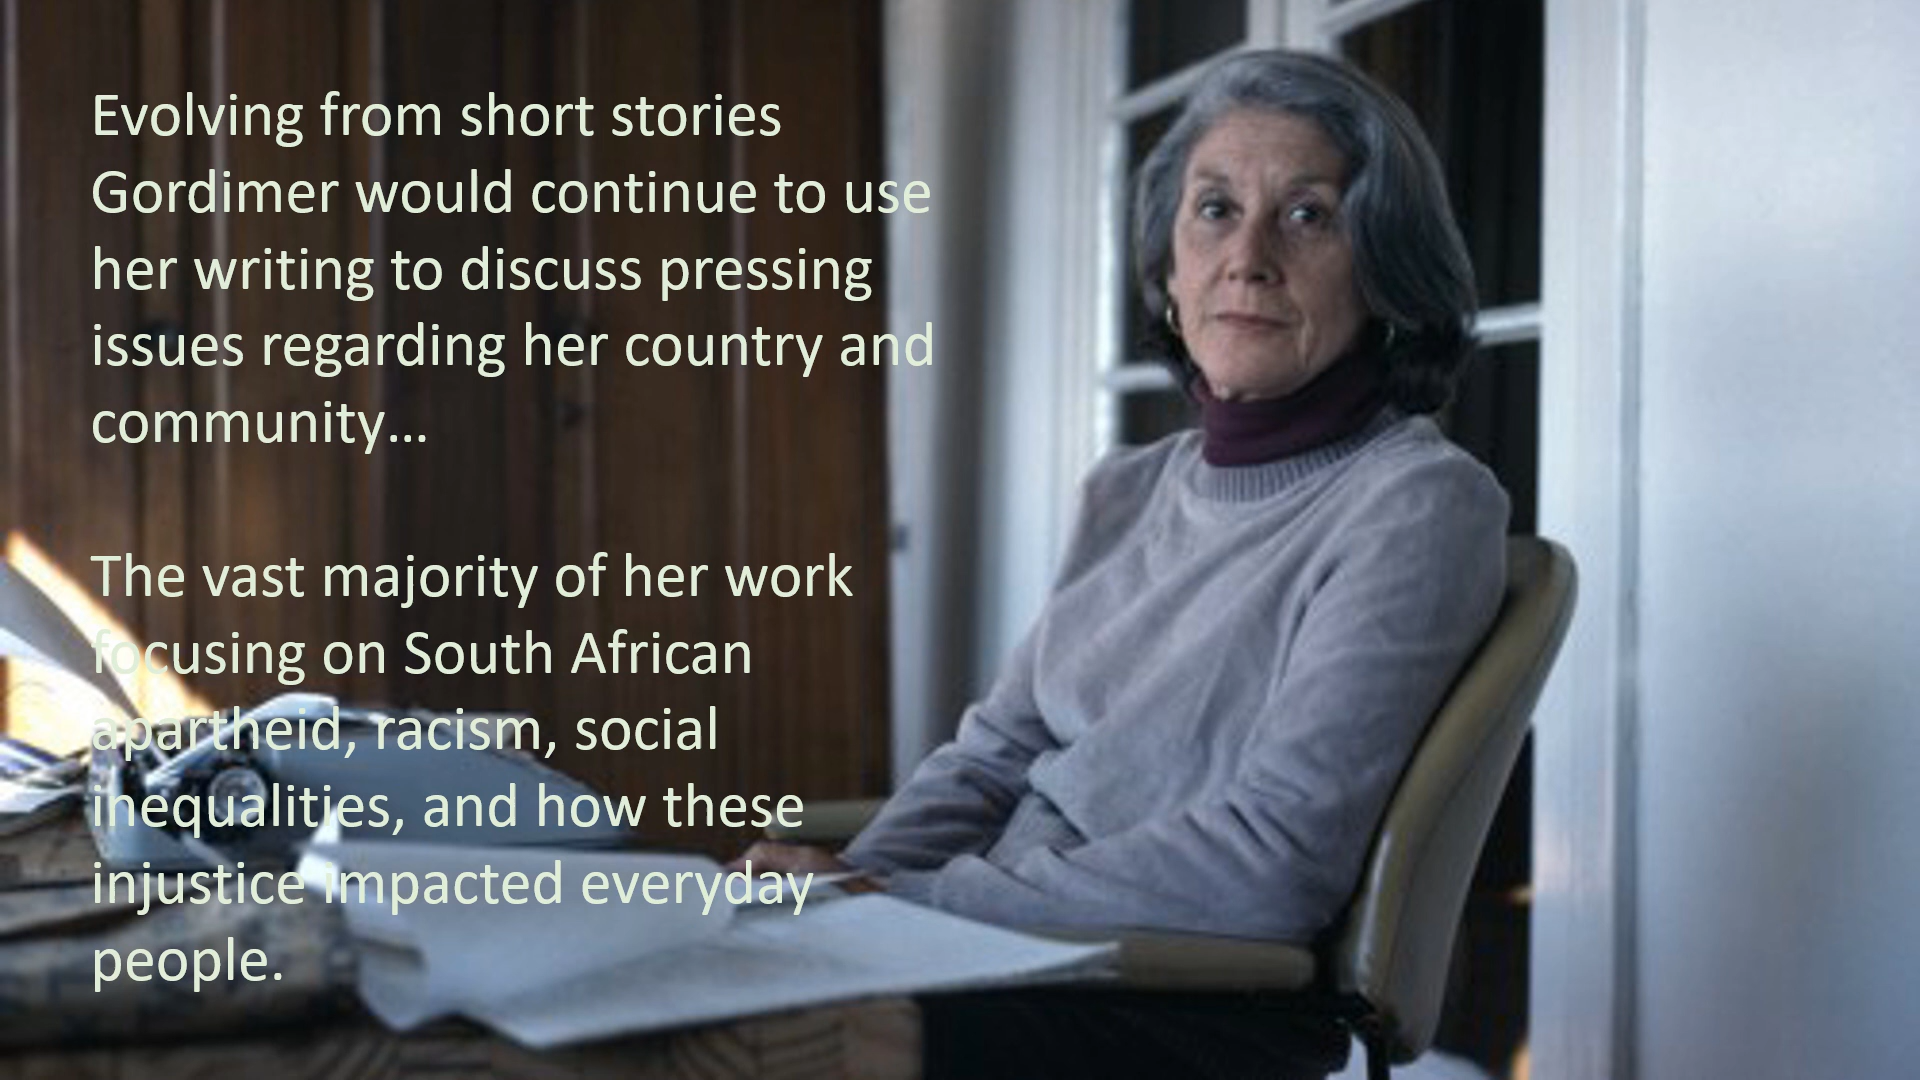 Evolving from short stories
Gordimer would continue to use
her writing to discuss pressing
issues regarding her country and
community…
The vast majority of her work
focusing on South African
apartheid, racism, social
inequalities, and how these
injustice impacted everyday
people.